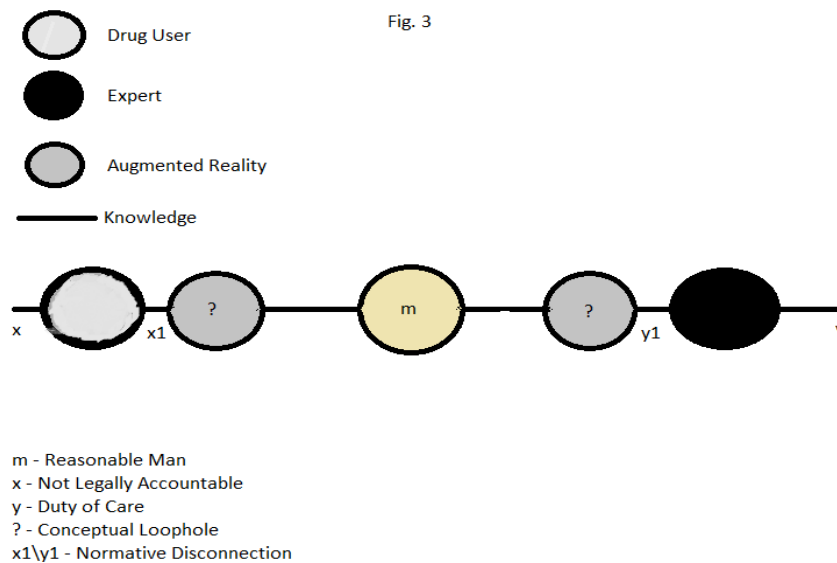 Fig. 3
Drug User
Expert
Augmented Reality
Knowledge
? m ?
x x1 y1 y
m - Reasonable Man
x - Not Legally Accountable
y - Duty of Care
? - Conceptual Loophole
x1\y1 - Normative Disconnection